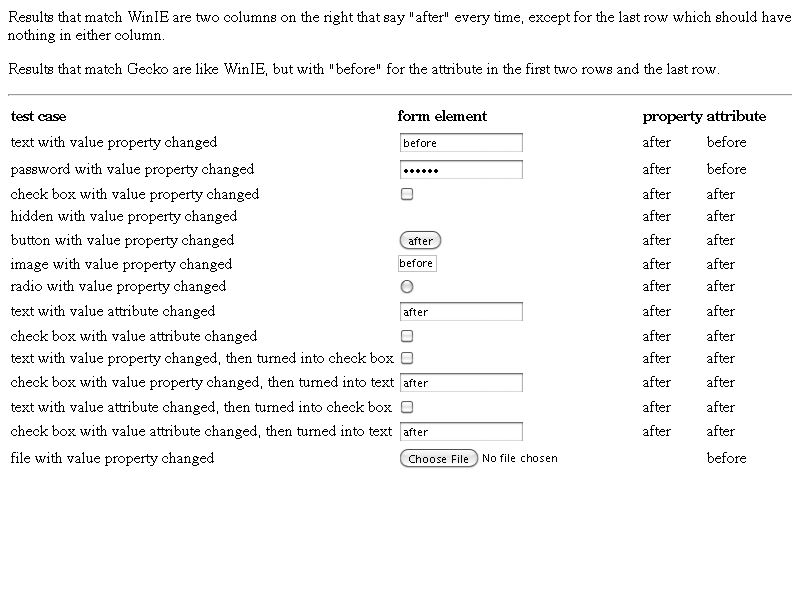 Results that match WinIE are two columns on the right that say "after" every time, except for the last row which should have
nothing in either column.
Results that match Gecko are like WinIE, but with "before" for the attribute in the first two rows and the last row.
test case form element property attribute
text with value property changed before after before
password with value property changed •••••• after before
check box with value property changed after after
hidden with value property changed after after
button with value property changed after after after
image with value property changed before after after
radio with value property changed after after
text with value attribute changed after after after
check box with value attribute changed after after
text with value property changed, then turned into check box after after
check box with value property changed, then turned into text after after after
text with value attribute changed, then turned into check box after after
check box with value attribute changed, then turned into text after after after
file with value property changed Choose File No file chosen before